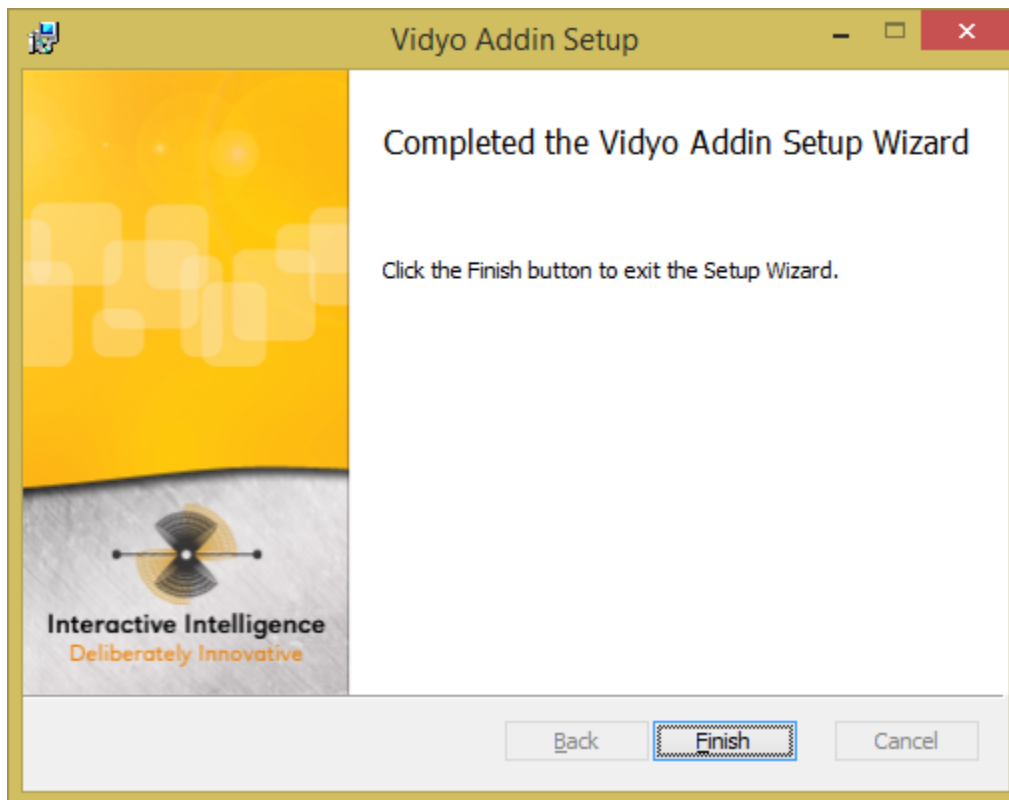 Vidyo Addin Setup
Completed the Vidyo Addin Setup Wizard
Click the Finish button to exit the Setup Wizard.
Interactive Intelligence
Deliberately Innovative
Back Finish Cancel